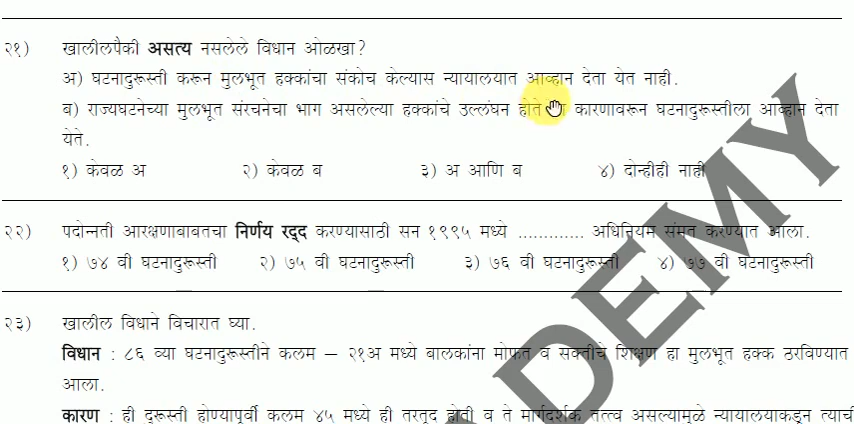 २१) खालीलपैकी असत्य नसलेले विधान ओळखा?
अ) घटनादुरूस्ती करून मुलभूत हक्कांचा संकोच केल्यास न्यायालयात आव्हान देता येत नाही.
ब) राज्यघटनेच्या मुलभूत संरचनेचा भाग असलेल्या हक्कांचे उल्लंघन होते कारणावरून घटनादुरूस्तीला आव्हान देता
येते.
१) केवळ अ २) केवळ ब ३) अ आणि ब ४) दोन्हीही नाही
२२) पदोन्नती आरक्षणाबाबतचा निर्णय रद्द करण्यासाठी सन १९९५ मध्ये ............. अधिनियम संमत करण्यात आला.
१) ७४ वी घटनादुरूस्ती २) ७५ वी घटनादुरूस्ती ३) ७६ वी घटनादुरूस्ती ४) ७७ वी घटनादुरूस्ती
२३) खालील विधाने विचारात घ्या.
विधान : ८६ व्या घटनादुरूस्तीने कलम – २१अ मध्ये बालकांना मोफत व सक्तीचे शिक्षण हा मुलभूत हक्क ठरविण्यात
आला.
कारण : ही दुरूस्ती होण्यापूर्वी कलम ४५ मध्ये ही तरतूद होती व ते मार्गदर्शक तत्त्व असल्यामुळे न्यायालयाकडून त्याची
DEMY